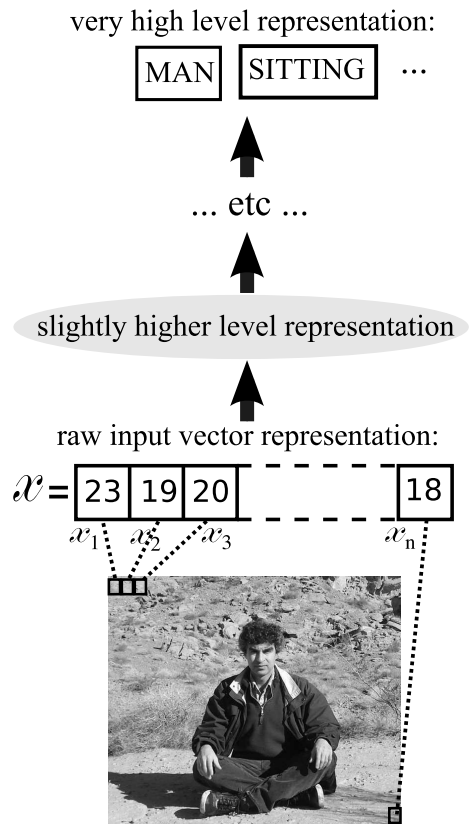 very high level representation:
MAN SITTING ...
... etc ...
slightly higher level representation
raw input vector representation:
x = 23 19 20 18
x1 x2 x3 xn